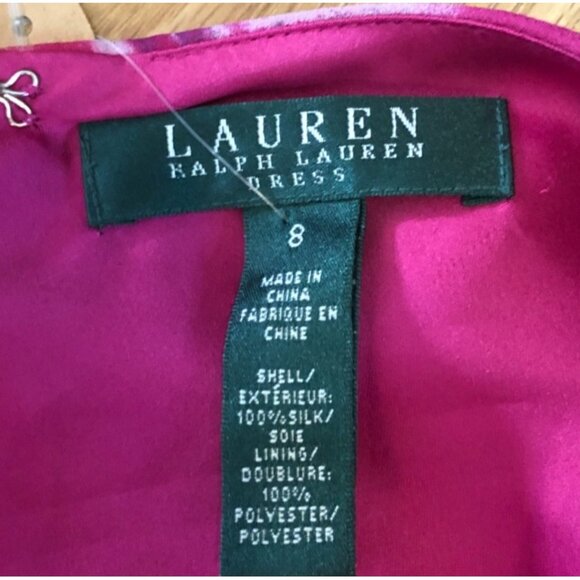 LAUREN
RALPH LAUREN
DRESS
8
MADE IN
CHINA
FABRIQUE EN
CHINE
SHELL/
EXTÉRIEUR:
100%SILK/
SOIE
LINING/
DOUBLURE:
100%
POLYESTER/
POLYESTER